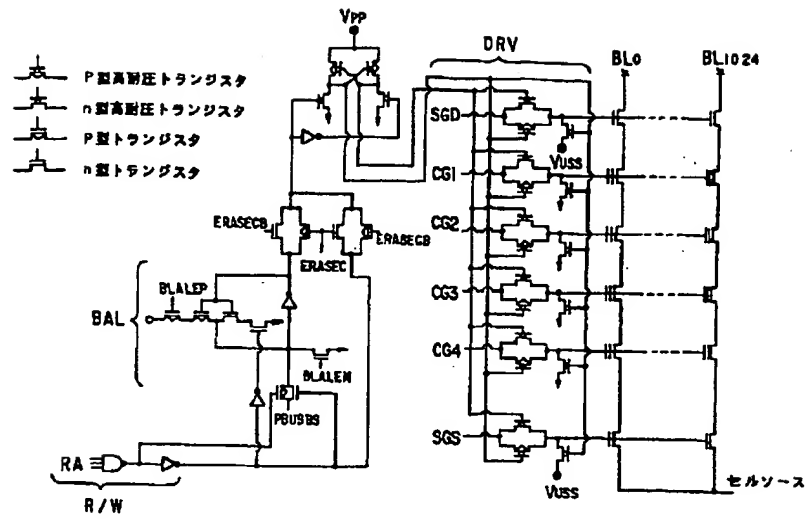 VPP
DRV
BL0
BL1024
P型高耐圧トランジスタ
n型高耐圧トランジスタ
P型トランジスタ
n型トランジスタ
SGD
VUSS
CG1
CG2
CG3
CG4
SGS
VUSS
セルソース
ERASECB
ERASEC
ERASECB
BAL
BLALEP
BLALEN
PBUSBS
RA
R/W